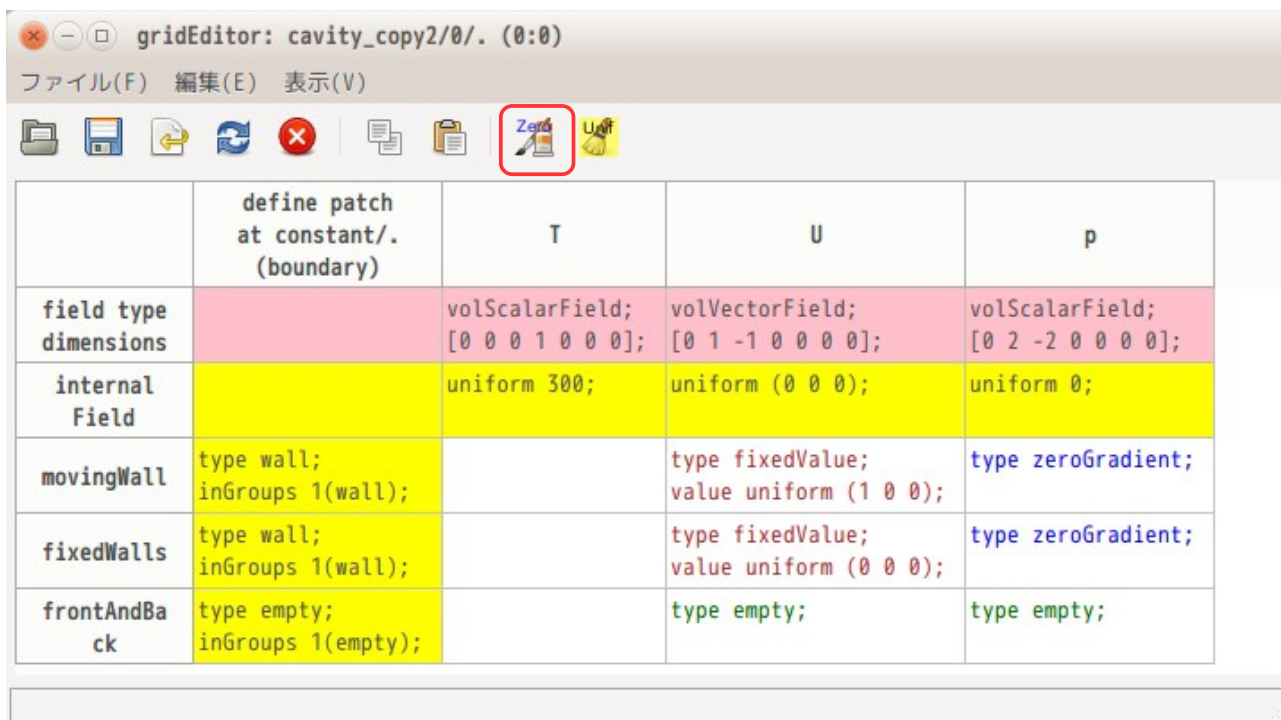 gridEditor: cavity_copy2/0/. (0:0)
ファイル(F) 編集(E) 表示(V)
Zero Unif
define patch
at constant/.
(boundary)
T
U
p
field type
dimensions
volScalarField;
[0 0 0 1 0 0 0];
volVectorField;
[0 1 -1 0 0 0 0];
volScalarField;
[0 2 -2 0 0 0 0];
internal
Field
uniform 300;
uniform (0 0 0);
uniform 0;
movingWall
type wall;
inGroups 1(wall);
type fixedValue;
value uniform (1 0 0);
type zeroGradient;
fixedWalls
type wall;
inGroups 1(wall);
type fixedValue;
value uniform (0 0 0);
type zeroGradient;
frontAndBa
ck
type empty;
inGroups 1(empty);
type empty;
type empty;